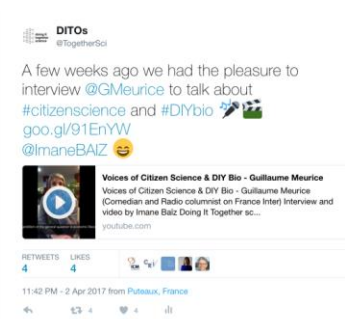 DITOs
@TogetherSci
A few weeks ago we had the pleasure to
interview @GMeurice to talk about
#citizenscience and #DIYbio 🎤🎬
goo.gl/91EnYW
@ImaneBAIZ 😄
Voices of Citizen Science & DIY Bio - Guillaume Meurice
Voices of Citizen Science & DIY Bio - Guillaume Meurice
(Comedian and Radio columnist on France Inter) Interview and
video by Imane Baïz Doing It Together sc...
youtube.com
RETWEETS LIKES
4 4
11:42 PM - 2 Apr 2017 from Puteaux, France
4 4